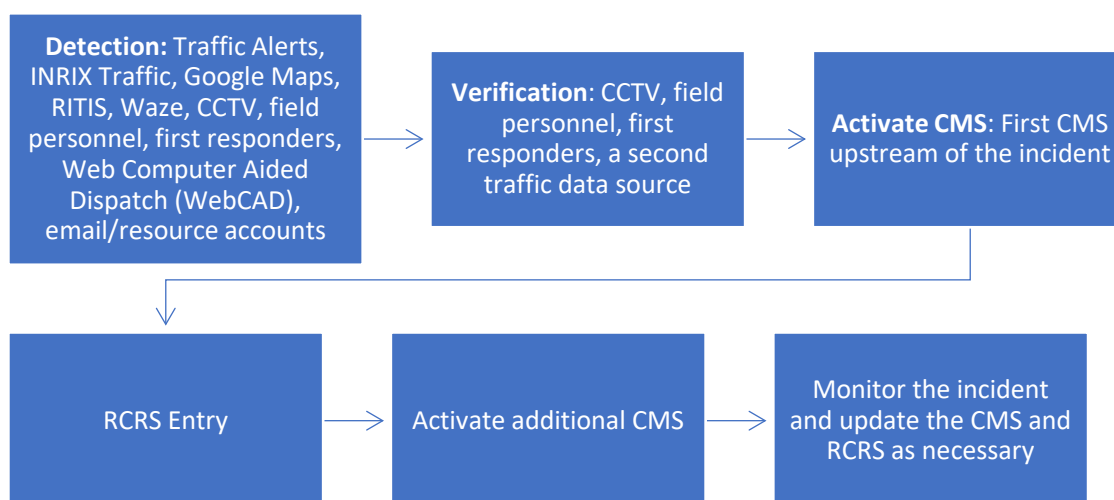 Detection: Traffic Alerts,
INRIX Traffic, Google Maps,
RITIS, Waze, CCTV, field
personnel, first responders,
Web Computer Aided
Dispatch (WebCAD),
email/resource accounts
Verification: CCTV, field
personnel, first
responders, a second
traffic data source
Activate CMS: First CMS
upstream of the incident
RCRS Entry
Activate additional CMS
Monitor the incident
and update the CMS and
RCRS as necessary